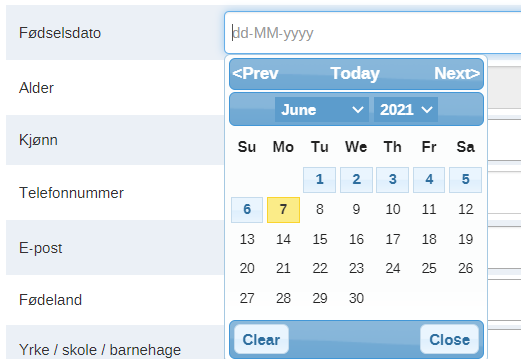 Fødselsdato
dd-MM-yyyy
<Prev Today Next>
Alder
June 2021
Kjønn
Su Mo Tu We Th Fr Sa
1 2 3 4 5
Telefonnummer
6 7 8 9 10 11 12
13 14 15 16 17 18 19
E-post
20 21 22 23 24 25 26
Fødeland
27 28 29 30
Clear Close
Yrke / skole / barnehage